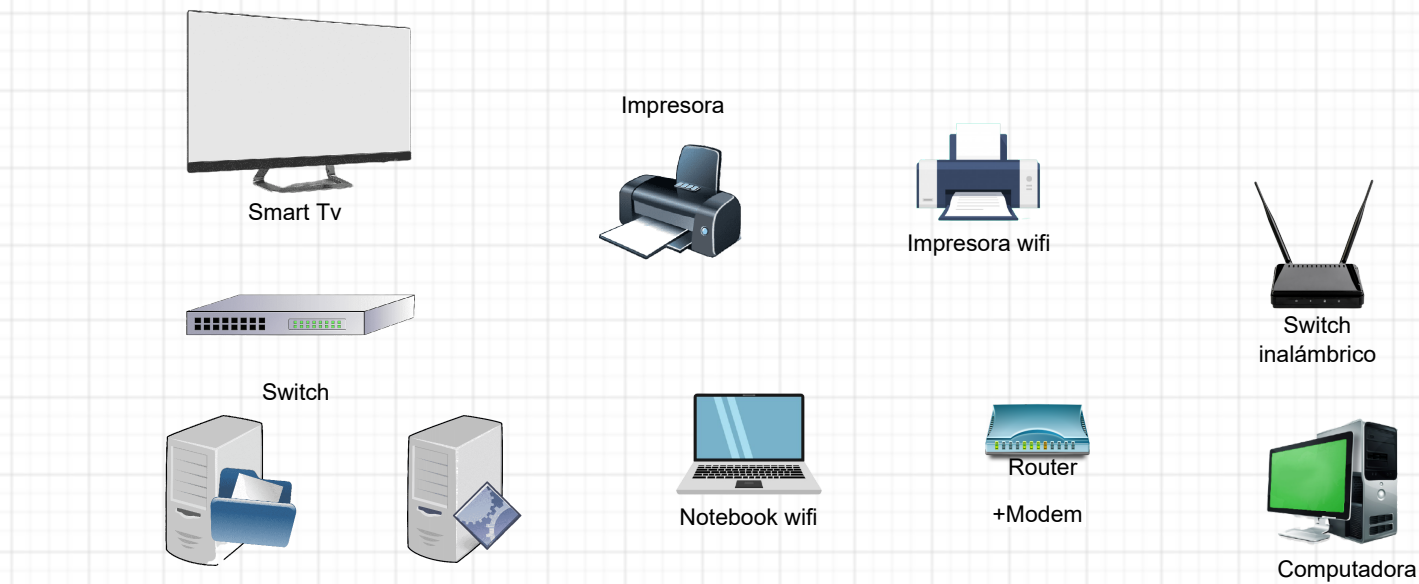 Impresora
Smart Tv
Impresora wifi
Switch
inalámbrico
Switch
Router
Notebook wifi
+Modem
Computadora